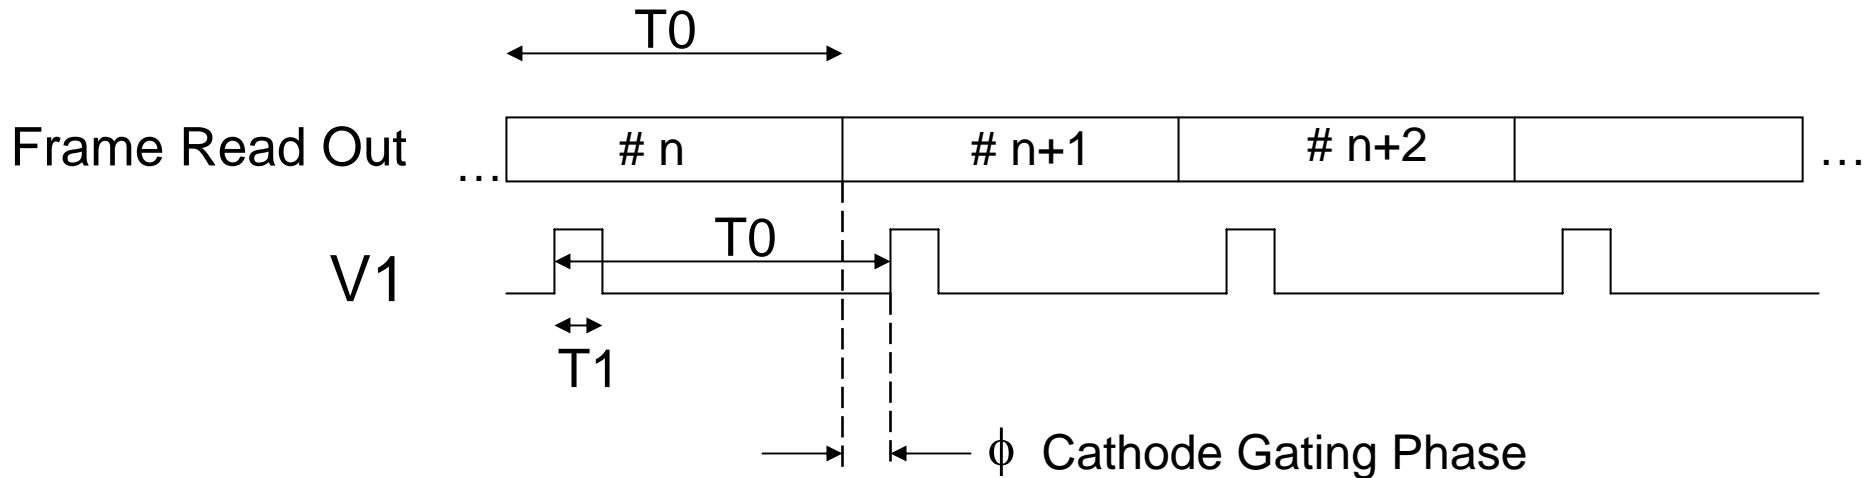 T0
Frame Read Out
... # n # n+1 # n+2 ...
V1
T0
T1
ϕ Cathode Gating Phase